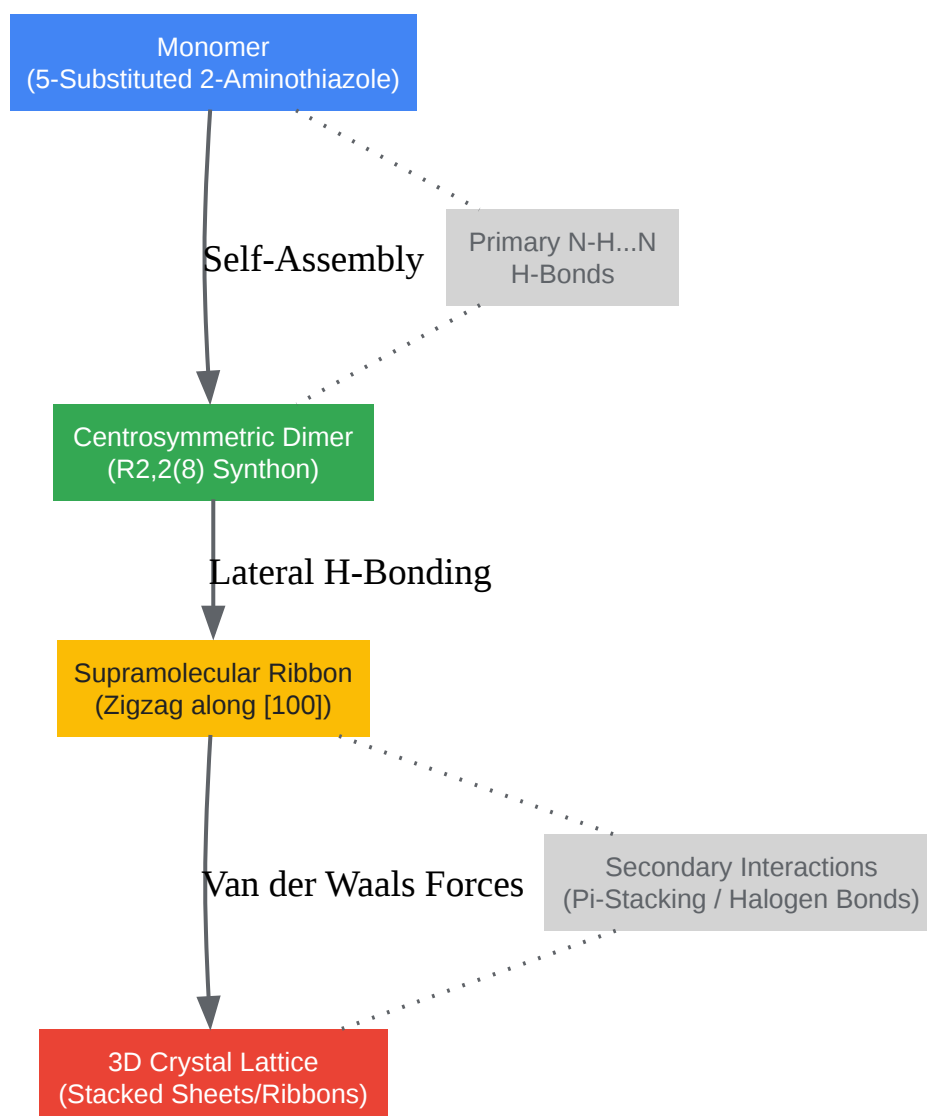 Monomer
(5-Substituted 2-Aminothiazole)
Primary N-H...N
H-Bonds
Self-Assembly
Centrosymmetric Dimer
(R2,2(8) Synthon)
Lateral H-Bonding
Supramolecular Ribbon
(Zigzag along [100])
Secondary Interactions
(Pi-Stacking / Halogen Bonds)
Van der Waals Forces
3D Crystal Lattice
(Stacked Sheets/Ribbons)